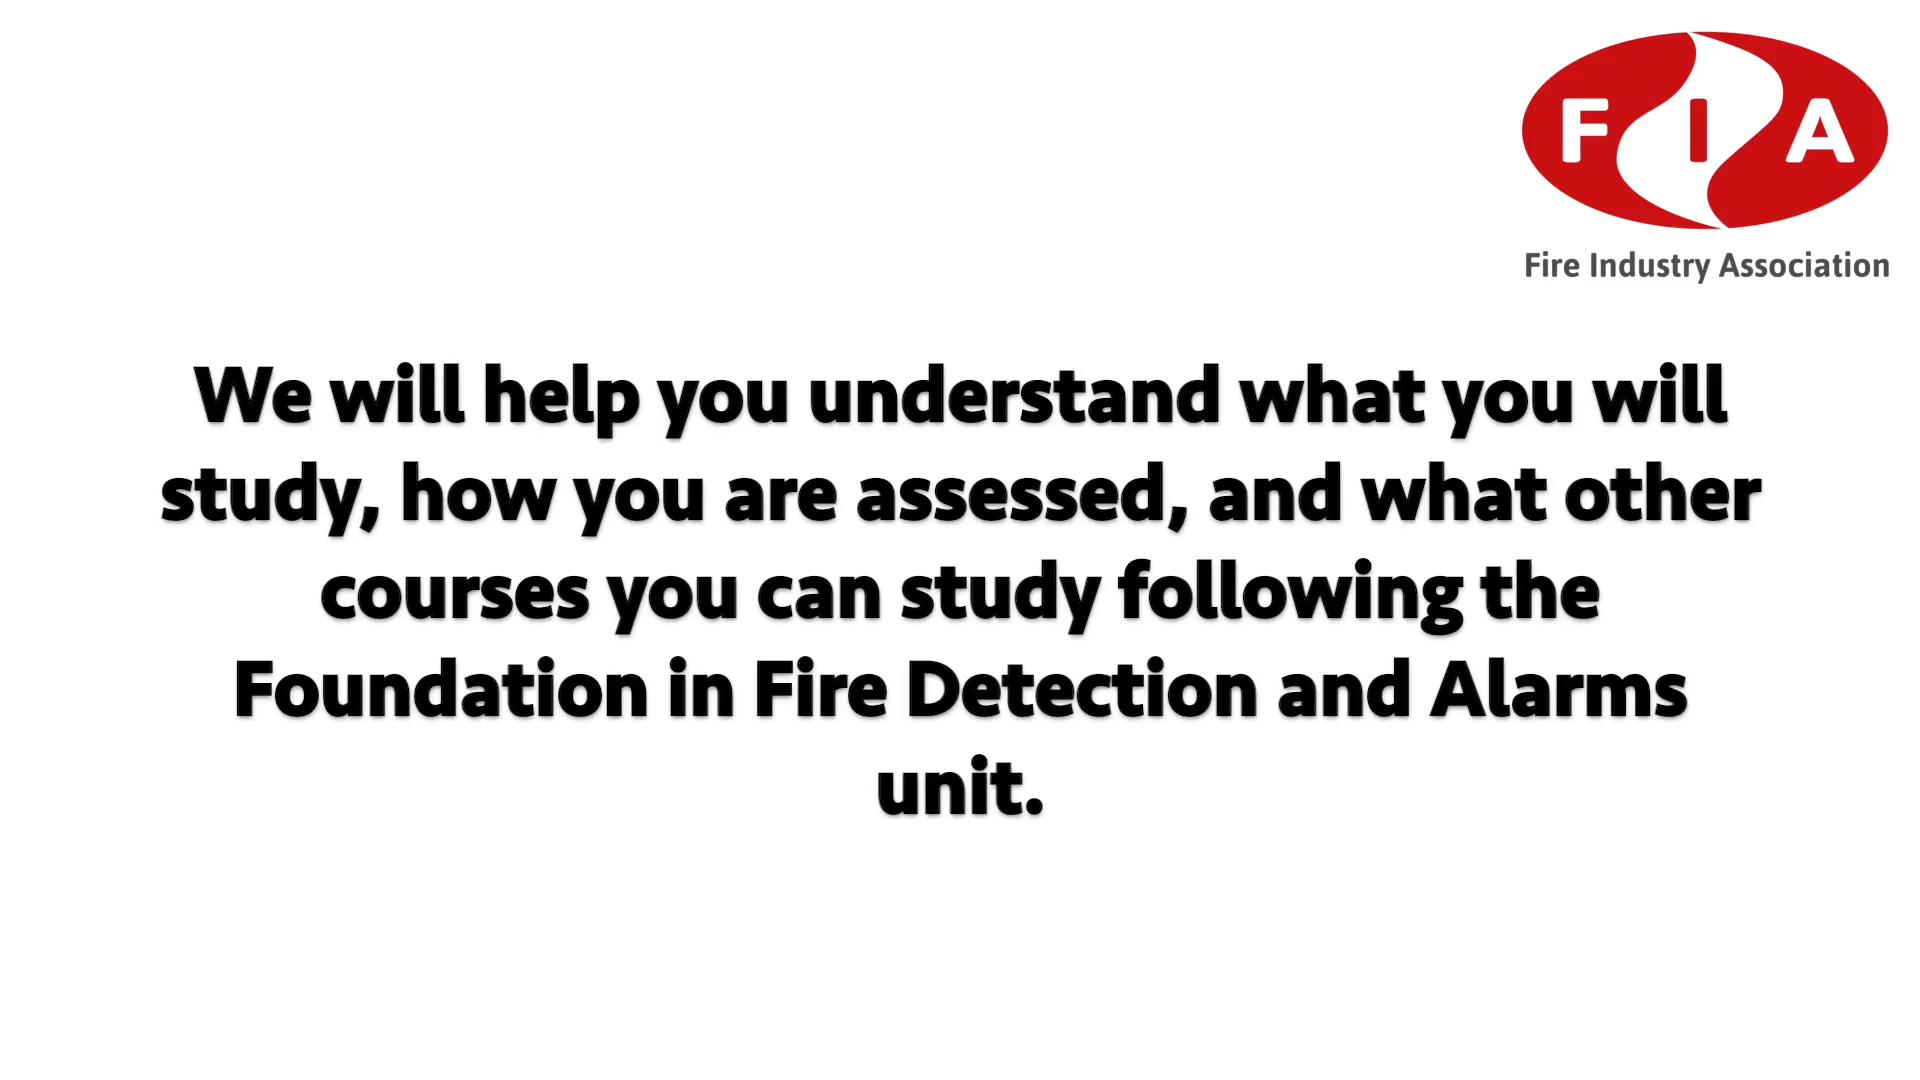 FIA
Fire Industry Association
We will help you understand what you will
study, how you are assessed, and what other
courses you can study following the
Foundation in Fire Detection and Alarms
unit.